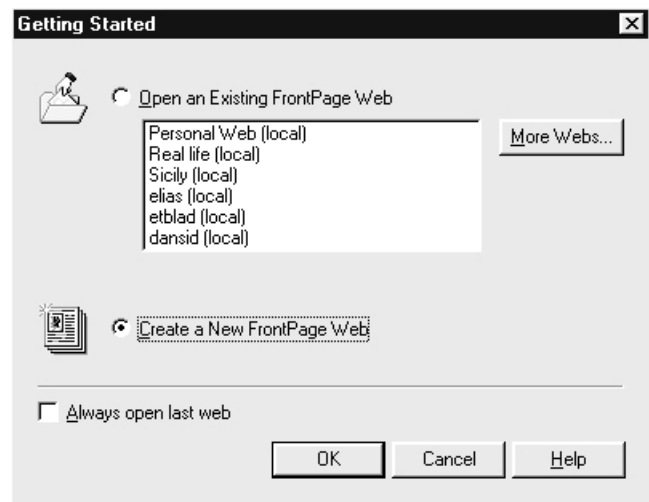 Getting Started
Open an Existing FrontPage Web
Personal Web (local)
Real life (local)
Sicily (local)
elias (local)
etblad (local)
dansid (local)
More Webs...
Create a New FrontPage Web
Always open last web
OK Cancel Help